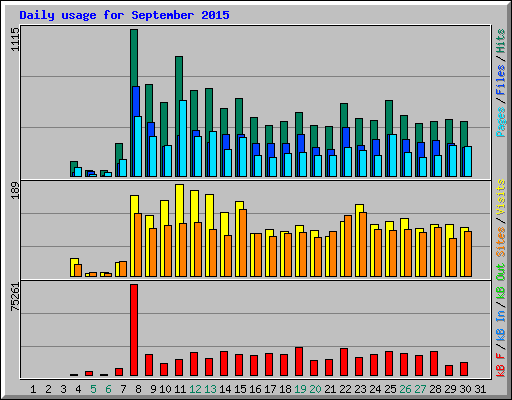 Daily usage for September 2015
1115
Pages / Files / Hits
189
Sites / Visits
75261
kB F / kB In / kB Out
1 2 3 4 5 6 7 8 9 10 11 12 13 14 15 16 17 18 19 20 21 22 23 24 25 26 27 28 29 30 31